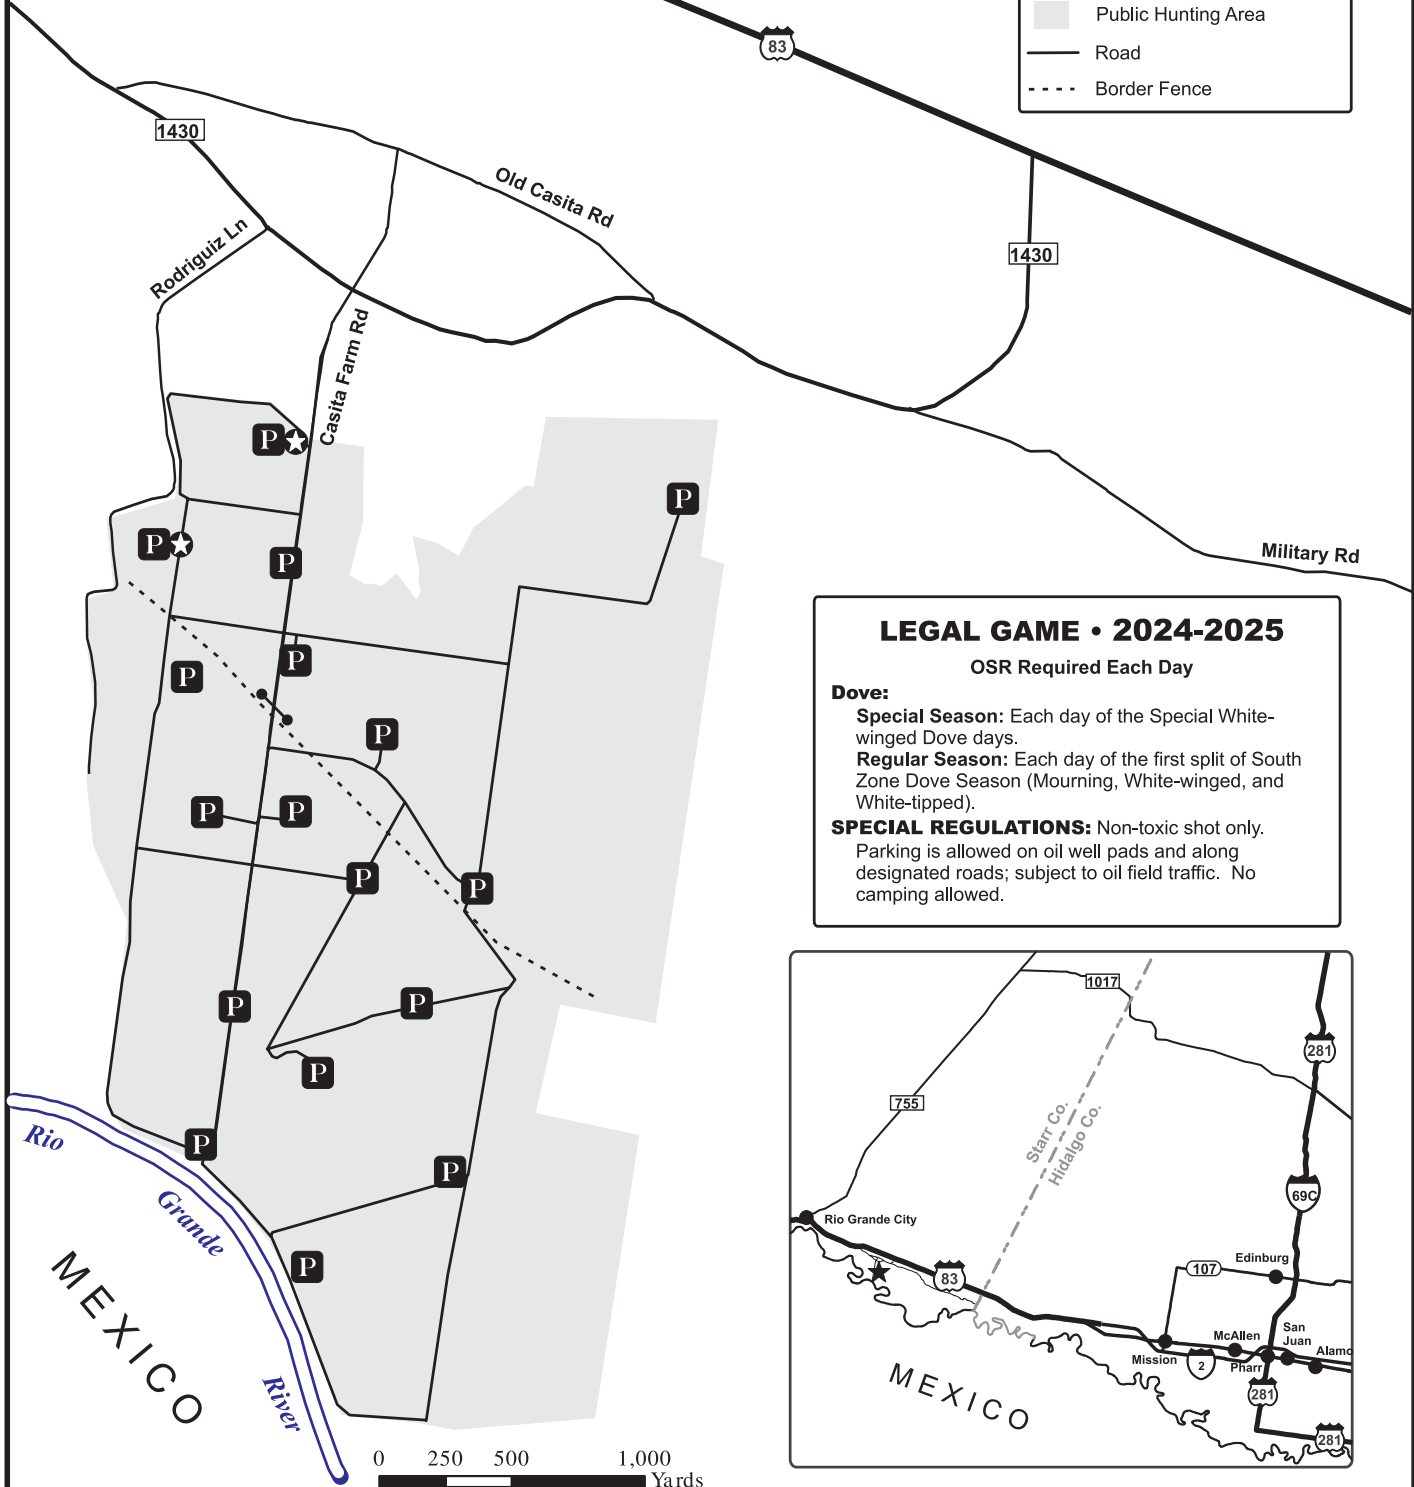 Public Hunting Area
83
Road
Border Fence
1430
Old Casita Rd
Rodriguiz Ln
1430
Casita Farm Rd
P
P
P
P
Military Rd
P
P
P
P
P
P
P
P
P
P
P
P
P
P
LEGAL GAME • 2024-2025
OSR Required Each Day
Dove:
Special Season: Each day of the Special White-
winged Dove days.
Regular Season: Each day of the first split of South
Zone Dove Season (Mourning, White-winged, and
White-tipped).
SPECIAL REGULATIONS: Non-toxic shot only.
Parking is allowed on oil well pads and along
designated roads; subject to oil field traffic. No
camping allowed.
Rio
Grande
River
MEXICO
0 250 500 1,000
Yards
1017
281
755
Starr Co.
Hidalgo Co.
69C
Rio Grande City
Edinburg
107
83
San
Juan
McAllen
Alamo
Mission
2
Pharr
281
MEXICO
281